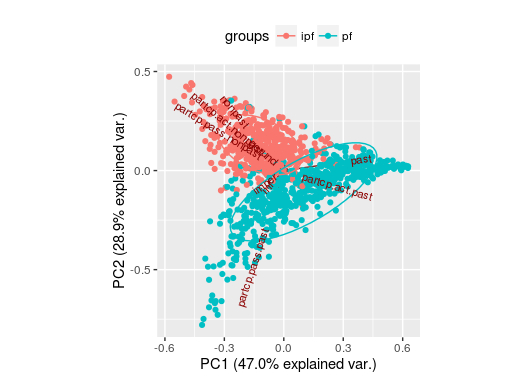 groups ipf pf
0.5
0.0
-0.5
PC2 (28.9% explained var.)
nonpast
partcp.act.nonpast
partcp.pass.nonpast
past
partcp.act.past
partcp.pass.past
-0.6 -0.3 0.0 0.3 0.6
PC1 (47.0% explained var.)